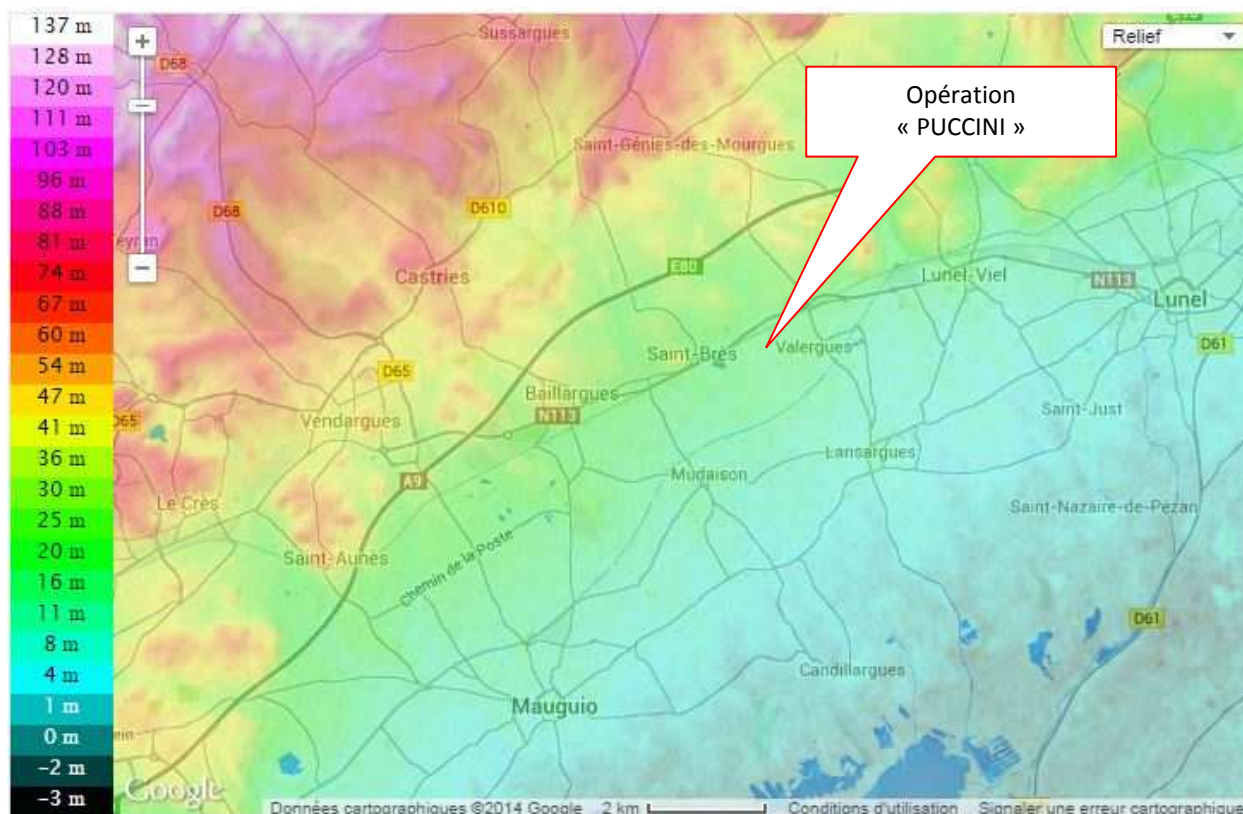 137 m
128 m
120 m
111 m
103 m
96 m
88 m
81 m
74 m
67 m
60 m
54 m
47 m
41 m
36 m
30 m
25 m
20 m
16 m
11 m
8 m
4 m
1 m
0 m
-2 m
-3 m
Relief
Opération
« PUCCINI »
Sussargues
D68
Saint-Géniès-des-Mourgues
D68
D610
Castries
E80
Lunel-Viel
N113
Lunel
Saint-Brès
Valergues
D61
D65
Baillargues
N113
Saint-Just
D65
Vendargues
Lansargues
Mudaison
A9
Le Crès
Saint-Nazaire-de-Pézan
Saint-Aunès
Chemin de la Poste
D61
Candillargues
Mauguio
Google
Données cartographiques ©2014 Google 2 km Conditions d'utilisation Signaler une erreur cartographique